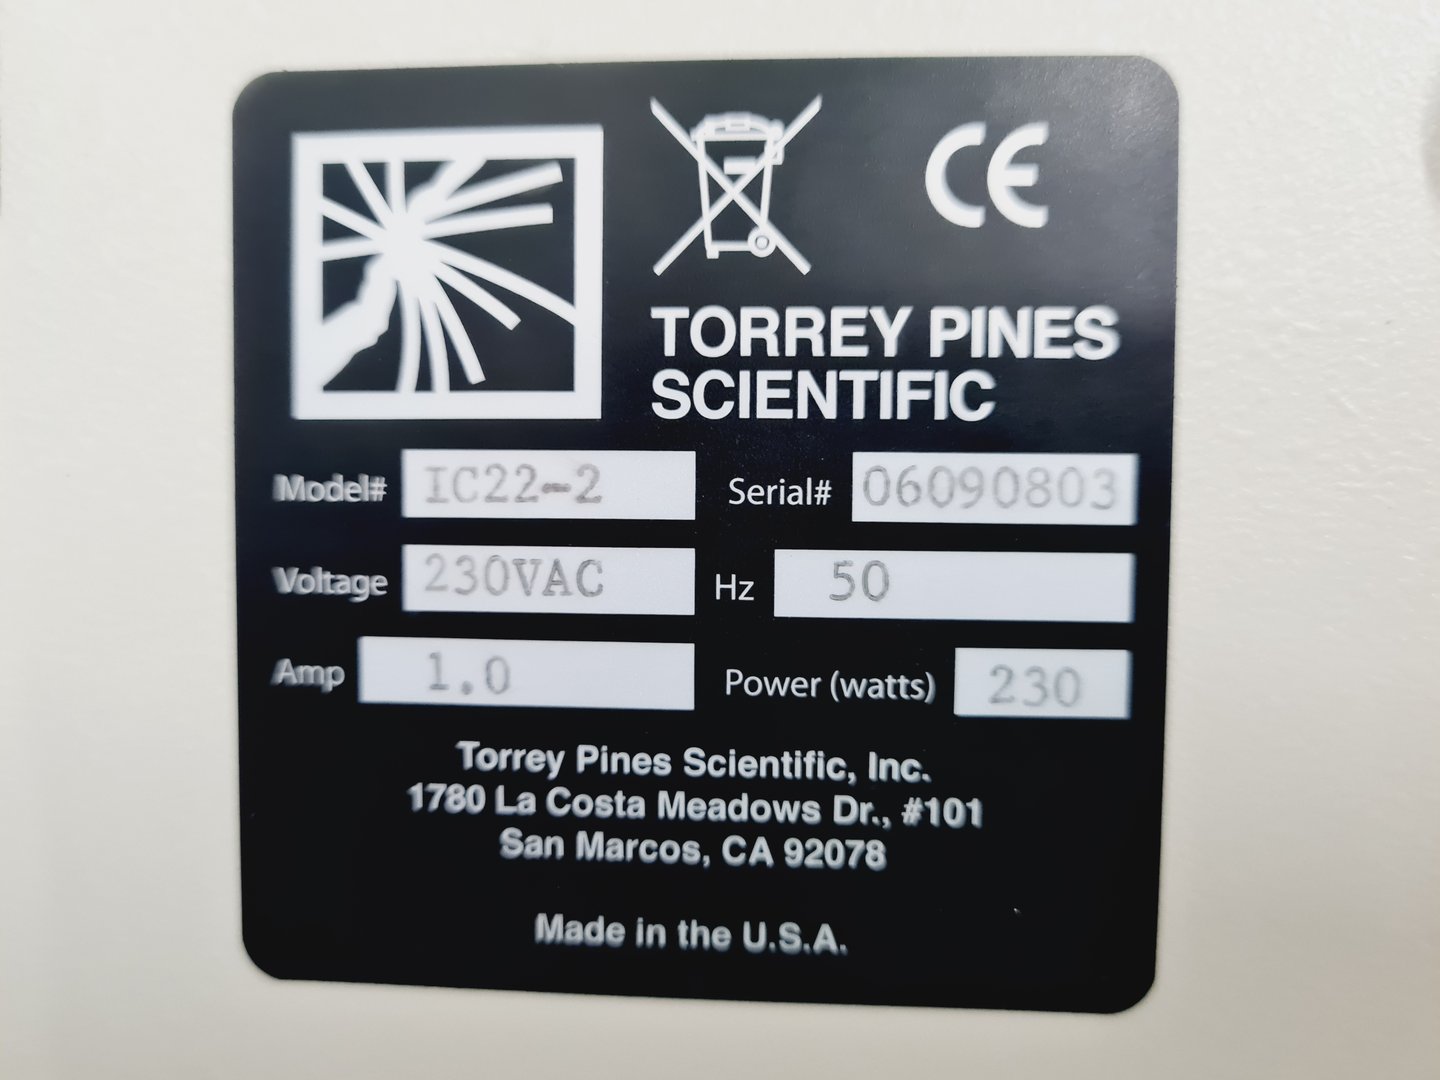 CE
TORREY PINES
SCIENTIFIC
Model# IC22-2 Serial# 06090803
Voltage 230VAC Hz 50
Amp 1.0 Power (watts) 230
Torrey Pines Scientific, Inc.
1780 La Costa Meadows Dr., #101
San Marcos, CA 92078
Made in the U.S.A.